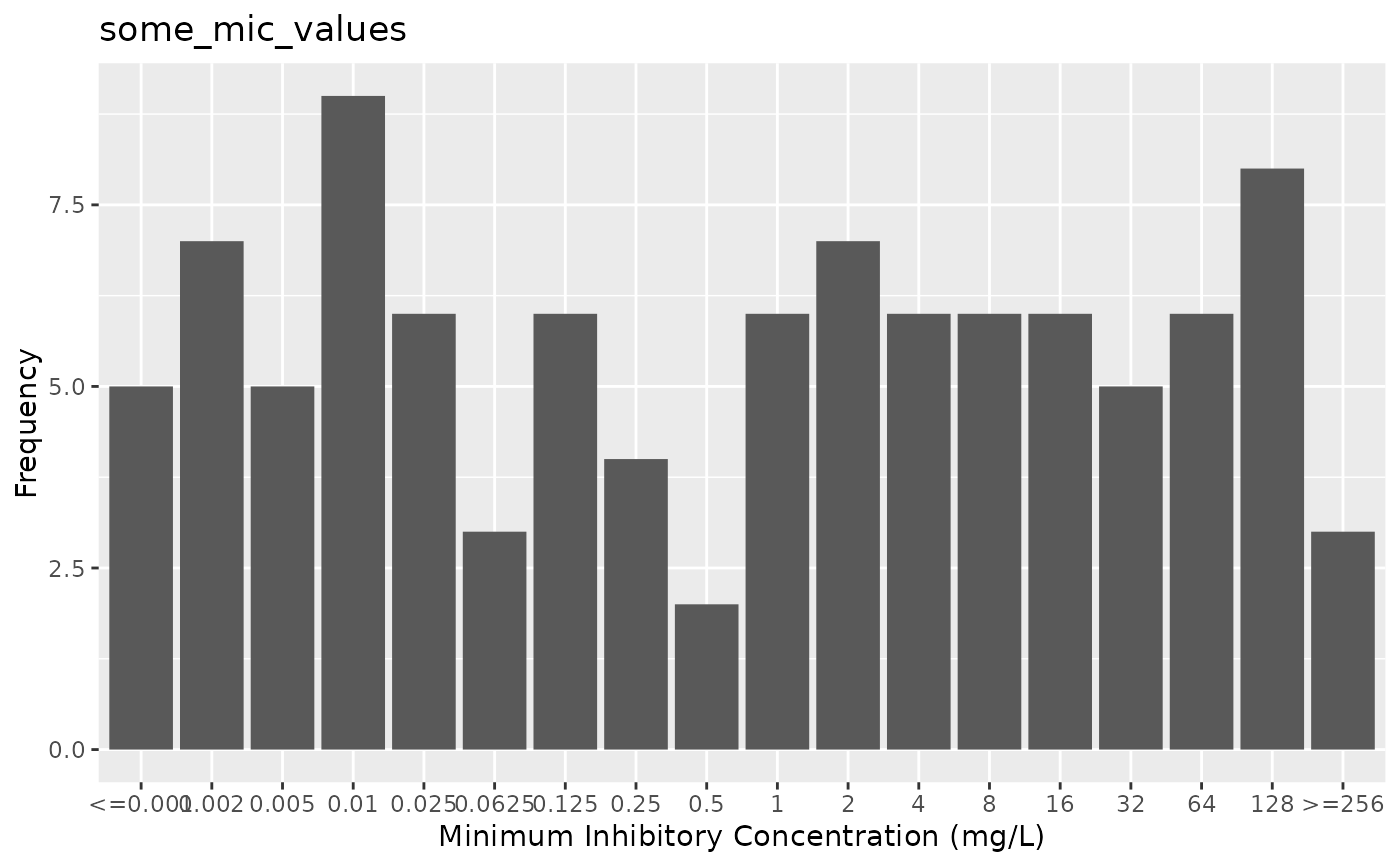 some_mic_values
Frequency
7.5
5.0
2.5
0.0
<=0.001 0.002 0.005 0.01 0.025 0.0625 0.125 0.25 0.5 1 2 4 8 16 32 64 128 >=256
Minimum Inhibitory Concentration (mg/L)